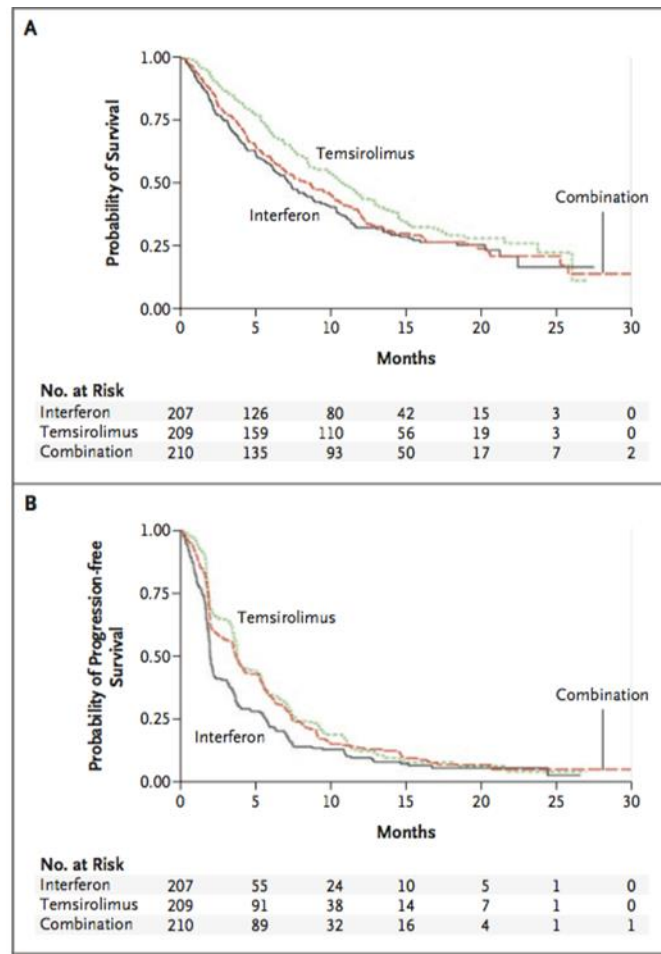 A
1.00
0.75
0.50
0.25
0.00
Probability of Survival
Temsirolimus
Interferon
Combination
0 5 10 15 20 25 30
Months
No. at Risk
Interferon 207 126 80 42 15 3 0
Temsirolimus 209 159 110 56 19 3 0
Combination 210 135 93 50 17 7 2
B
1.00
0.75
0.50
0.25
0.00
Probability of Progression-free
Survival
Temsirolimus
Interferon
Combination
0 5 10 15 20 25 30
Months
No. at Risk
Interferon 207 55 24 10 5 1 0
Temsirolimus 209 91 38 14 7 1 0
Combination 210 89 32 16 4 1 1